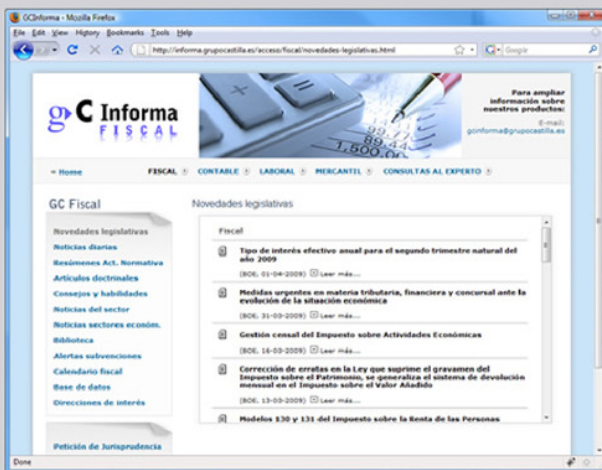 GCInforma - Mozilla Firefox
File Edit View History Bookmarks Tools Help
http://informa.grupocastilla.es/acceso/fiscal/novedades-legislativas.html
Google
g C Informa
FISCAL
99,71
89.44
1.500,00
Para ampliar
información sobre
nuestros productos:
E-mail:
gcinforma@grupocastilla.es
Home FISCAL CONTABLE LABORAL MERCANTIL CONSULTAS AL EXPERTO
GC Fiscal
Novedades legislativas
Noticias diarias
Resúmenes Act. Normativa
Artículos doctrinales
Consejos y habilidades
Noticias del sector
Noticias sectores económ.
Biblioteca
Alertas subvenciones
Calendario fiscal
Base de datos
Direcciones de interés
Petición de Jurisprudencia
Novedades legislativas
Fiscal
Tipo de interés efectivo anual para el segundo trimestre natural del
año 2009
(BOE, 01-04-2009) Leer más...
Medidas urgentes en materia tributaria, financiera y concursal ante la
evolución de la situación económica
(BOE, 31-03-2009) Leer más...
Gestión censal del Impuesto sobre Actividades Económicas
(BOE, 16-03-2009) Leer más...
Corrección de erratas en la Ley que suprime el gravamen del
Impuesto sobre el Patrimonio, se generaliza el sistema de devolución
mensual en el Impuesto sobre el Valor Añadido
(BOE, 13-03-2009) Leer más...
Modelos 130 y 131 del Impuesto sobre la Renta de las Personas
Done